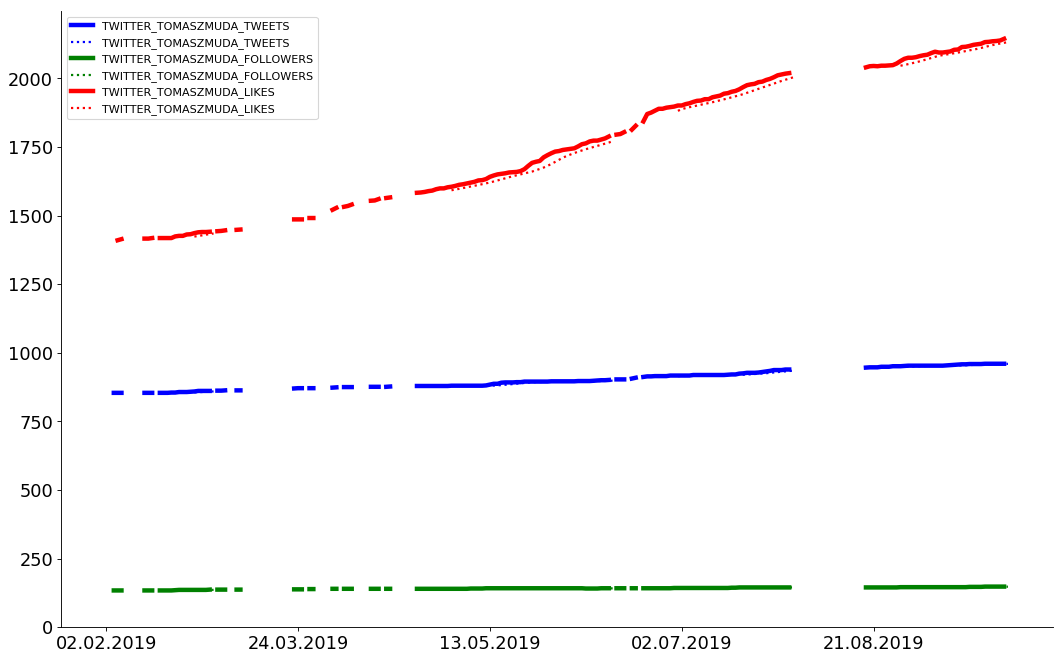 TWITTER_TOMASZMUDA_TWEETS
TWITTER_TOMASZMUDA_TWEETS
TWITTER_TOMASZMUDA_FOLLOWERS
TWITTER_TOMASZMUDA_FOLLOWERS
TWITTER_TOMASZMUDA_LIKES
TWITTER_TOMASZMUDA_LIKES
2000
1750
1500
1250
1000
750
500
250
0
02.02.2019 24.03.2019 13.05.2019 02.07.2019 21.08.2019